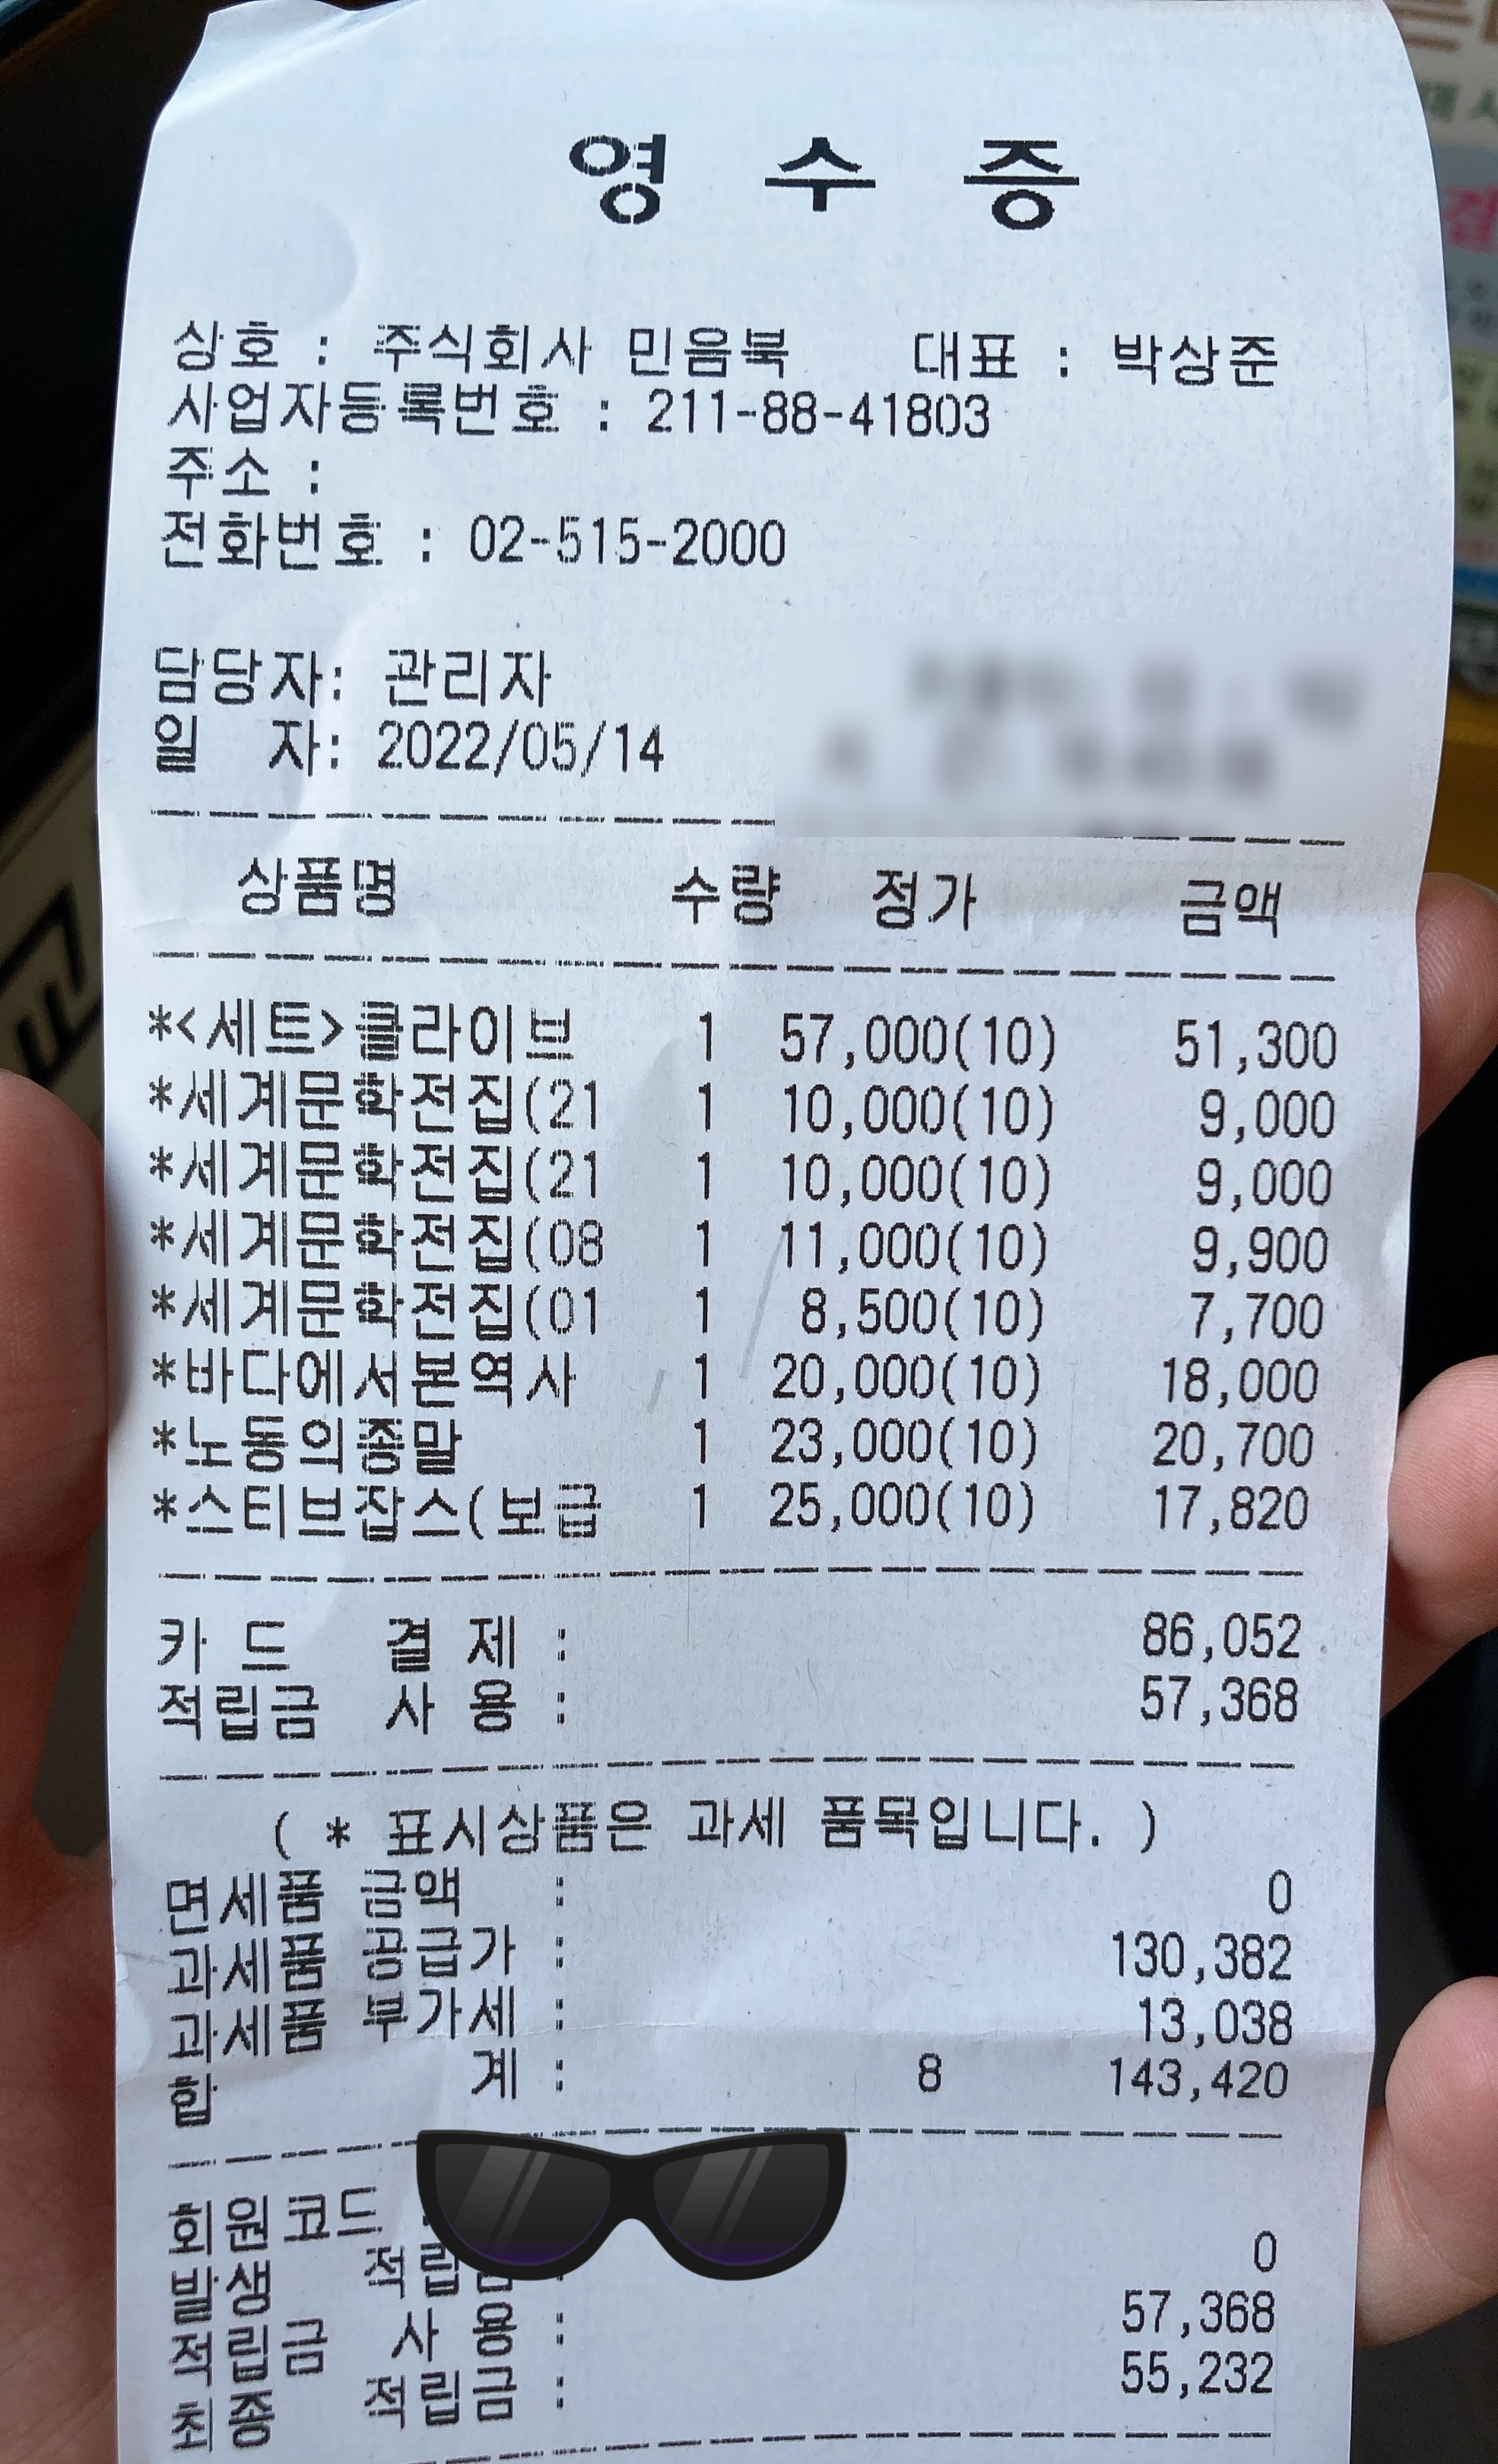 영 수 증
상호 : 주식회사 민음북 대표 : 박상준
사업자등록번호 : 211-88-41803
주소 :
전화번호 : 02-515-2000
담당자: 관리자
일 자: 2022/05/14
상품명 수량 정가 금액
*<세트>클라이브 1 57,000(10) 51,300
*세계문학전집(21 1 10,000(10) 9,000
*세계문학전집(21 1 10,000(10) 9,000
*세계문학전집(08 1 11,000(10) 9,900
*세계문학전집(01 1 8,500(10) 7,700
*바다에서본역사 1 20,000(10) 18,000
*노동의종말 1 23,000(10) 20,700
*스티브잡스(보급 1 25,000(10) 17,820
카 드 결 제 : 86,052
적립금 사 용 : 57,368
( * 표시상품은 과세 품목입니다. )
면세품 금액 : 0
과세품 공급가 : 130,382
과세품 부가세 : 13,038
합 계 : 8 143,420
회원코드
발생 적립금 : 0
적립금 사 용 : 57,368
최종 적립금 : 55,232